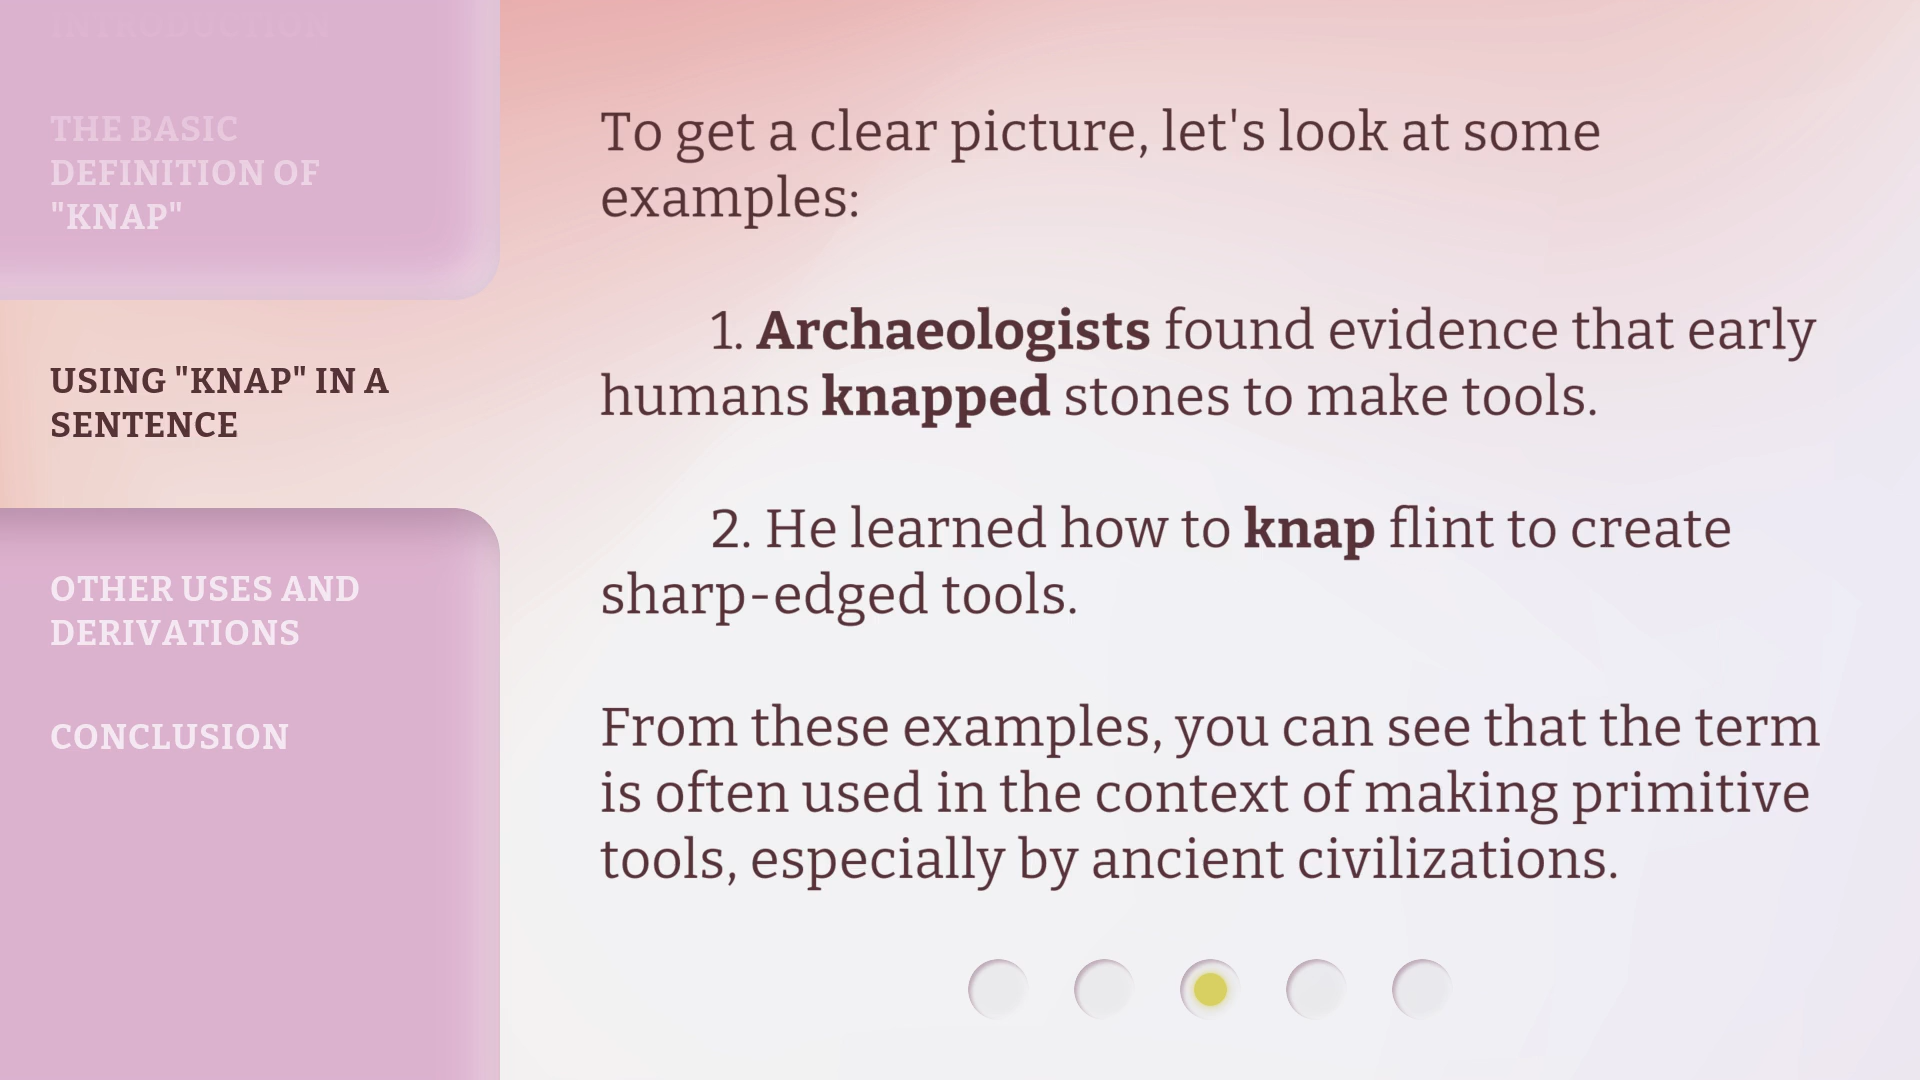 INTRODUCTION
THE BASIC
DEFINITION OF
"KNAP"
USING "KNAP" IN A
SENTENCE
OTHER USES AND
DERIVATIONS
CONCLUSION
To get a clear picture, let's look at some
examples:
1. Archaeologists found evidence that early
humans knapped stones to make tools.
2. He learned how to knap flint to create
sharp-edged tools.
From these examples, you can see that the term
is often used in the context of making primitive
tools, especially by ancient civilizations.